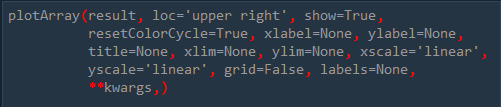 plotArray(result, loc='upper right', show=True,
resetColorCycle=True, xlabel=None, ylabel=None,
title=None, xlim=None, ylim=None, xscale='linear',
yscale='linear', grid=False, labels=None,
**kwargs,)